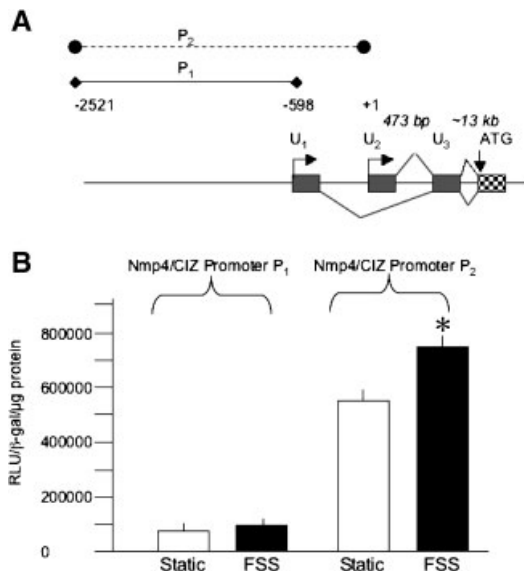 A
P2
P1
-2521 -598 +1 473 bp ~13 kb
U1 U2 U3 ATG
B
Nmp4/CIZ Promoter P1 Nmp4/CIZ Promoter P2
*
RLU/β-gal/μg protein
800000
600000
400000
200000
0
Static FSS Static FSS